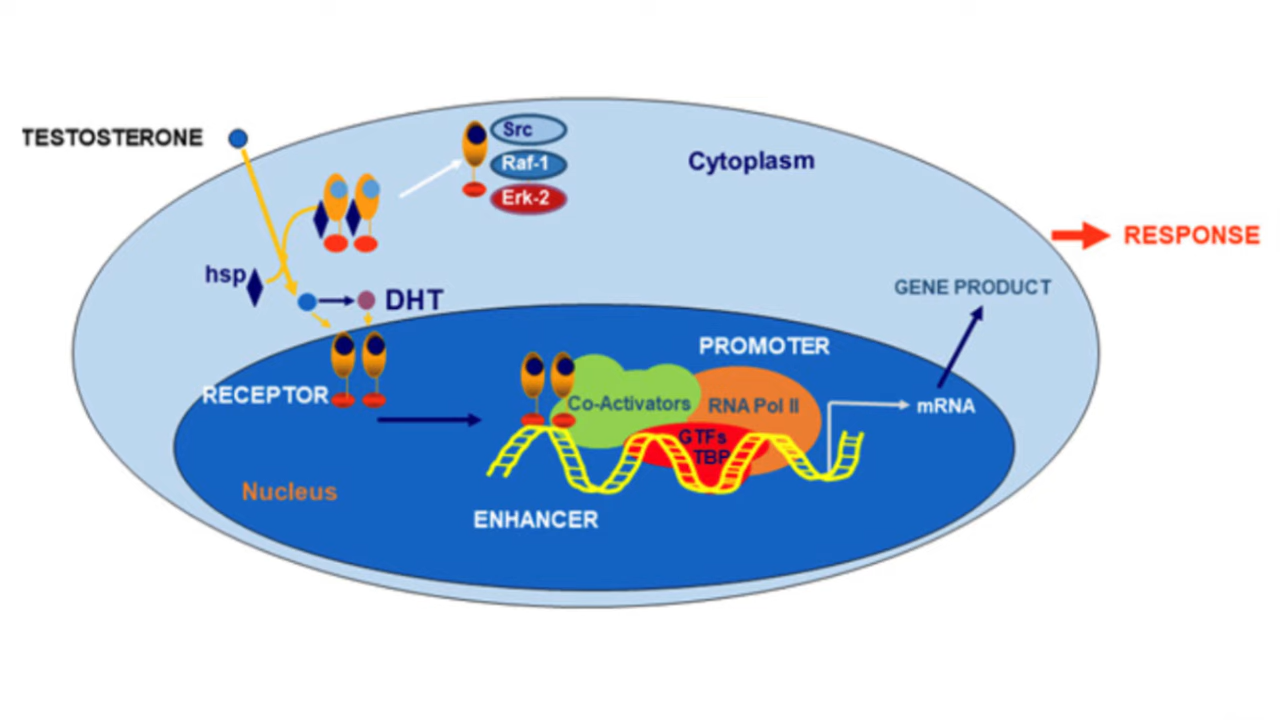 TESTOSTERONE
Src
Raf-1
Erk-2
Cytoplasm
RESPONSE
hsp
DHT
GENE PRODUCT
PROMOTER
RECEPTOR
Co-Activators
RNA Pol II
mRNA
GTFs
TBP
Nucleus
ENHANCER